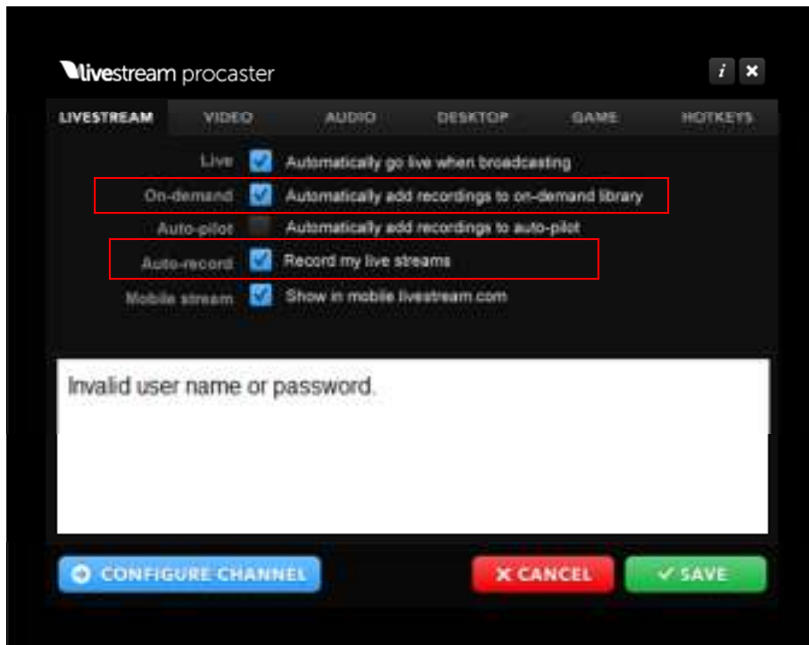 livestream procaster
i
LIVESTREAM VIDEO AUDIO DESKTOP GAME HOTKEYS
Live Automatically go live when broadcasting
On-demand Automatically add recordings to on-demand library
Auto-pilot Automatically add recordings to auto-pilot
Auto-record Record my live streams
Mobile stream Show in mobile livestream.com
Invalid user name or password.
CONFIGURE CHANNEL CANCEL SAVE